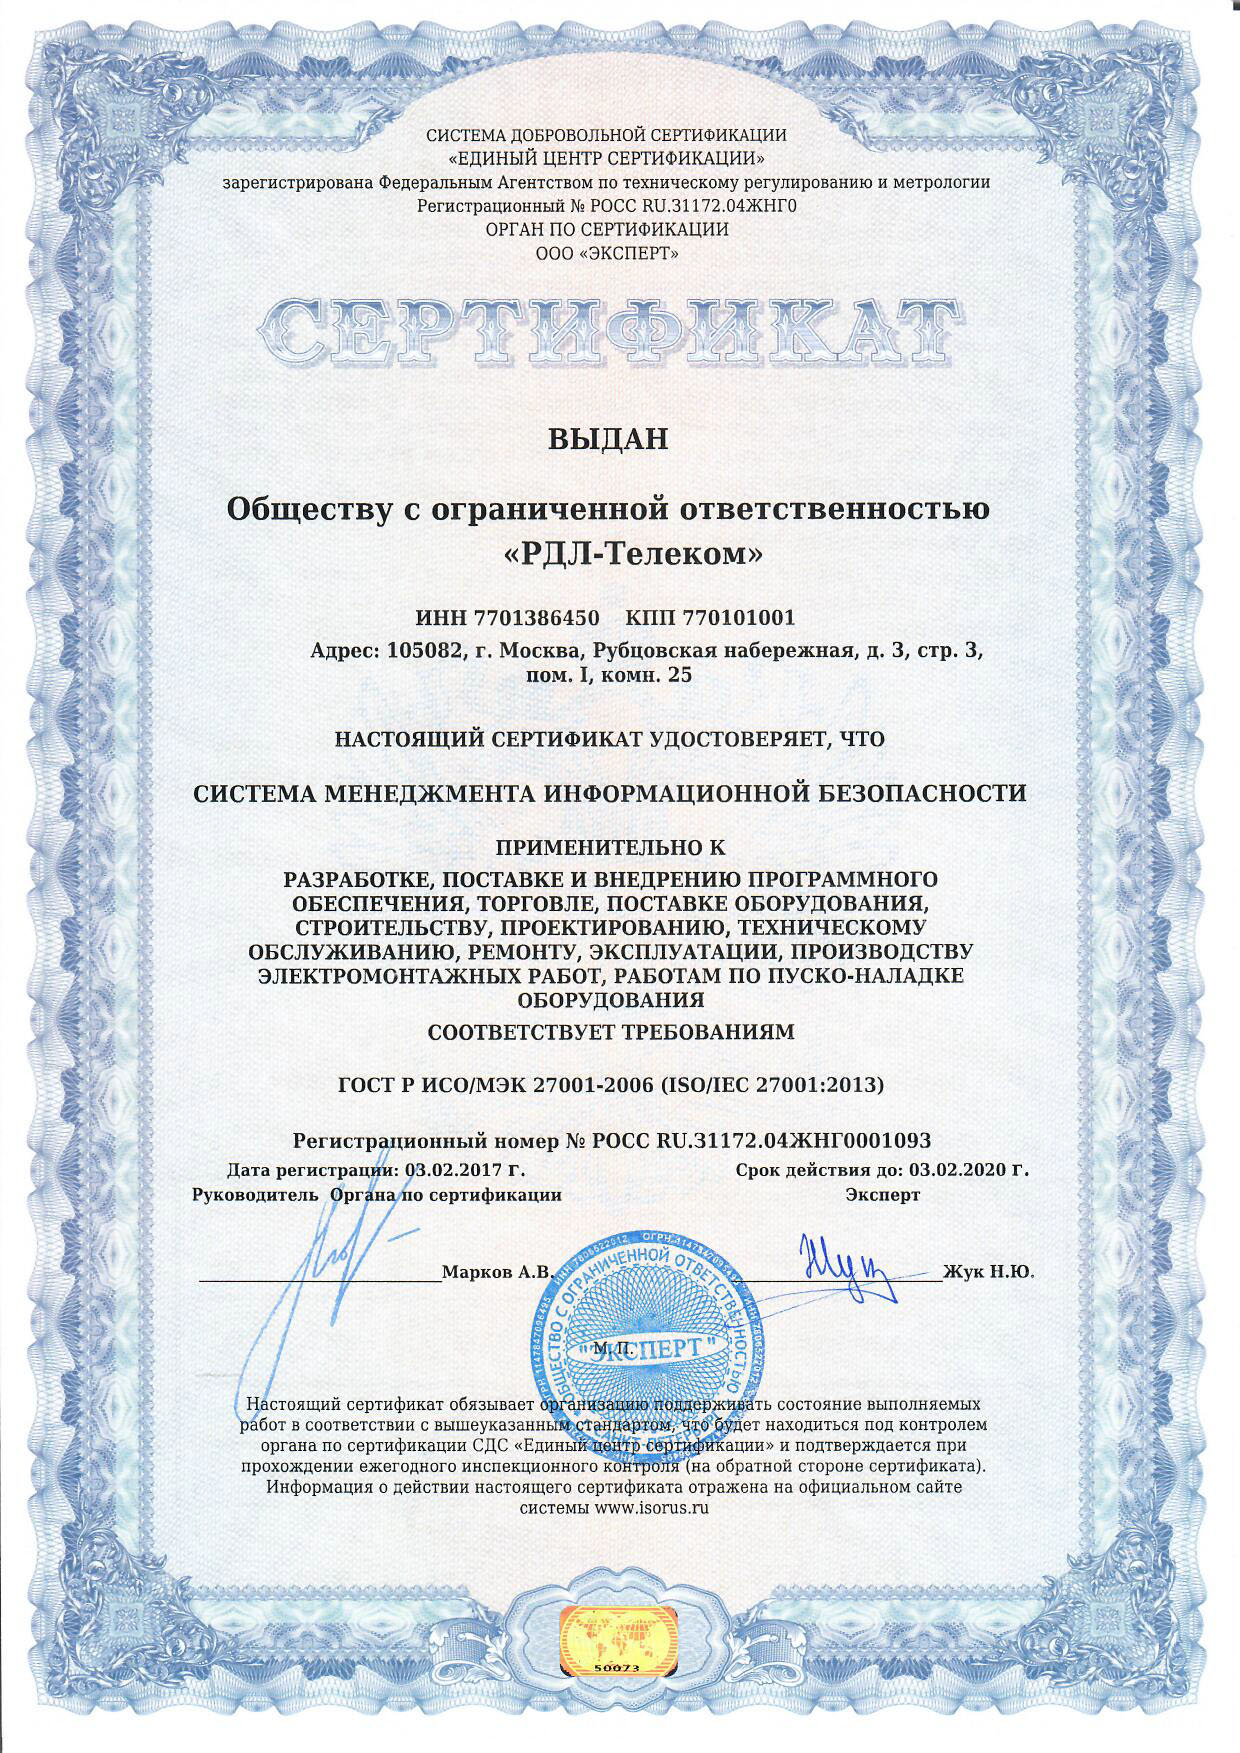 СИСТЕМА ДОБРОВОЛЬНОЙ СЕРТИФИКАЦИИ
«ЕДИНЫЙ ЦЕНТР СЕРТИФИКАЦИИ»
зарегистрирована Федеральным Агентством по техническому регулированию и метрологии
Регистрационный № РОСС RU.31172.04ЖНГ0
ОРГАН ПО СЕРТИФИКАЦИИ
ООО «ЭКСПЕРТ»
СЕРТИФИКАТ
ВЫДАН
Обществу с ограниченной ответственностью
«РДЛ-Телеком»
ИНН 7701386450 КПП 770101001
Адрес: 105082, г. Москва, Рубцовская набережная, д. 3, стр. 3,
пом. I, комн. 25
НАСТОЯЩИЙ СЕРТИФИКАТ УДОСТОВЕРЯЕТ, ЧТО
СИСТЕМА МЕНЕДЖМЕНТА ИНФОРМАЦИОННОЙ БЕЗОПАСНОСТИ
ПРИМЕНИТЕЛЬНО К
РАЗРАБОТКЕ, ПОСТАВКЕ И ВНЕДРЕНИЮ ПРОГРАММНОГО
ОБЕСПЕЧЕНИЯ, ТОРГОВЛЕ, ПОСТАВКЕ ОБОРУДОВАНИЯ,
СТРОИТЕЛЬСТВУ, ПРОЕКТИРОВАНИЮ, ТЕХНИЧЕСКОМУ
ОБСЛУЖИВАНИЮ, РЕМОНТУ, ЭКСПЛУАТАЦИИ, ПРОИЗВОДСТВУ
ЭЛЕКТРОМОНТАЖНЫХ РАБОТ, РАБОТАМ ПО ПУСКО-НАЛАДКЕ
ОБОРУДОВАНИЯ
СООТВЕТСТВУЕТ ТРЕБОВАНИЯМ
ГОСТ Р ИСО/МЭК 27001-2006 (ISO/IEC 27001:2013)
Регистрационный номер № РОСС RU.31172.04ЖНГ0001093
Дата регистрации: 03.02.2017 г. Срок действия до: 03.02.2020 г.
Руководитель Органа по сертификации Эксперт
Марков А.В. Жук Н.Ю.
ОБЩЕСТВО С ОГРАНИЧЕННОЙ ОТВЕТСТВЕННОСТЬЮ
"ЭКСПЕРТ"
М.П.
САНКТ-ПЕТЕРБУРГ
Настоящий сертификат обязывает организацию поддерживать состояние выполняемых
работ в соответствии с вышеуказанным стандартом, что будет находиться под контролем
органа по сертификации СДС «Единый центр сертификации» и подтверждается при
прохождении ежегодного инспекционного контроля (на обратной стороне сертификата).
Информация о действии настоящего сертификата отражена на официальном сайте
системы www.isorus.ru
50073